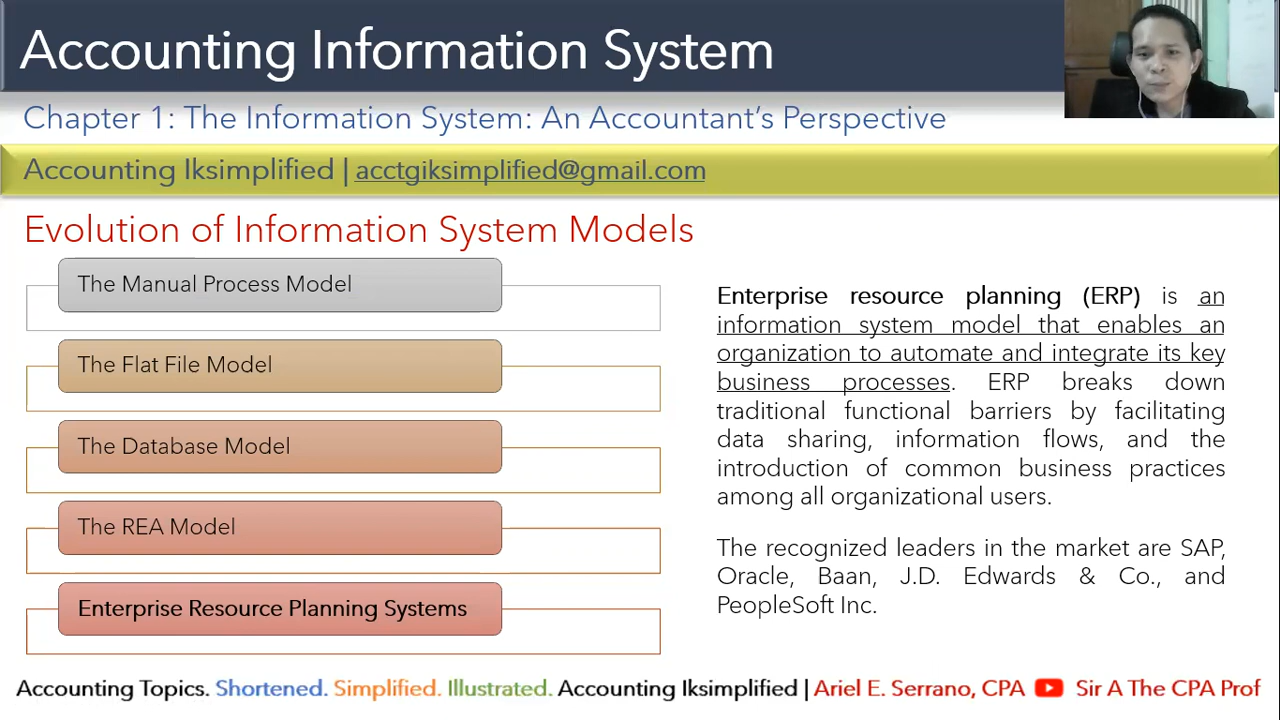 Accounting Information System
Chapter 1: The Information System: An Accountant's Perspective
Accounting Iksimplified | acctgiksimplified@gmail.com
Evolution of Information System Models
The Manual Process Model
The Flat File Model
The Database Model
The REA Model
Enterprise Resource Planning Systems
Enterprise resource planning (ERP) is an
information system model that enables an
organization to automate and integrate its key
business processes. ERP breaks down
traditional functional barriers by facilitating
data sharing, information flows, and the
introduction of common business practices
among all organizational users.
The recognized leaders in the market are SAP,
Oracle, Baan, J.D. Edwards & Co., and
PeopleSoft Inc.
Accounting Topics. Shortened. Simplified. Illustrated. Accounting Iksimplified | Ariel E. Serrano, CPA Sir A The CPA Prof